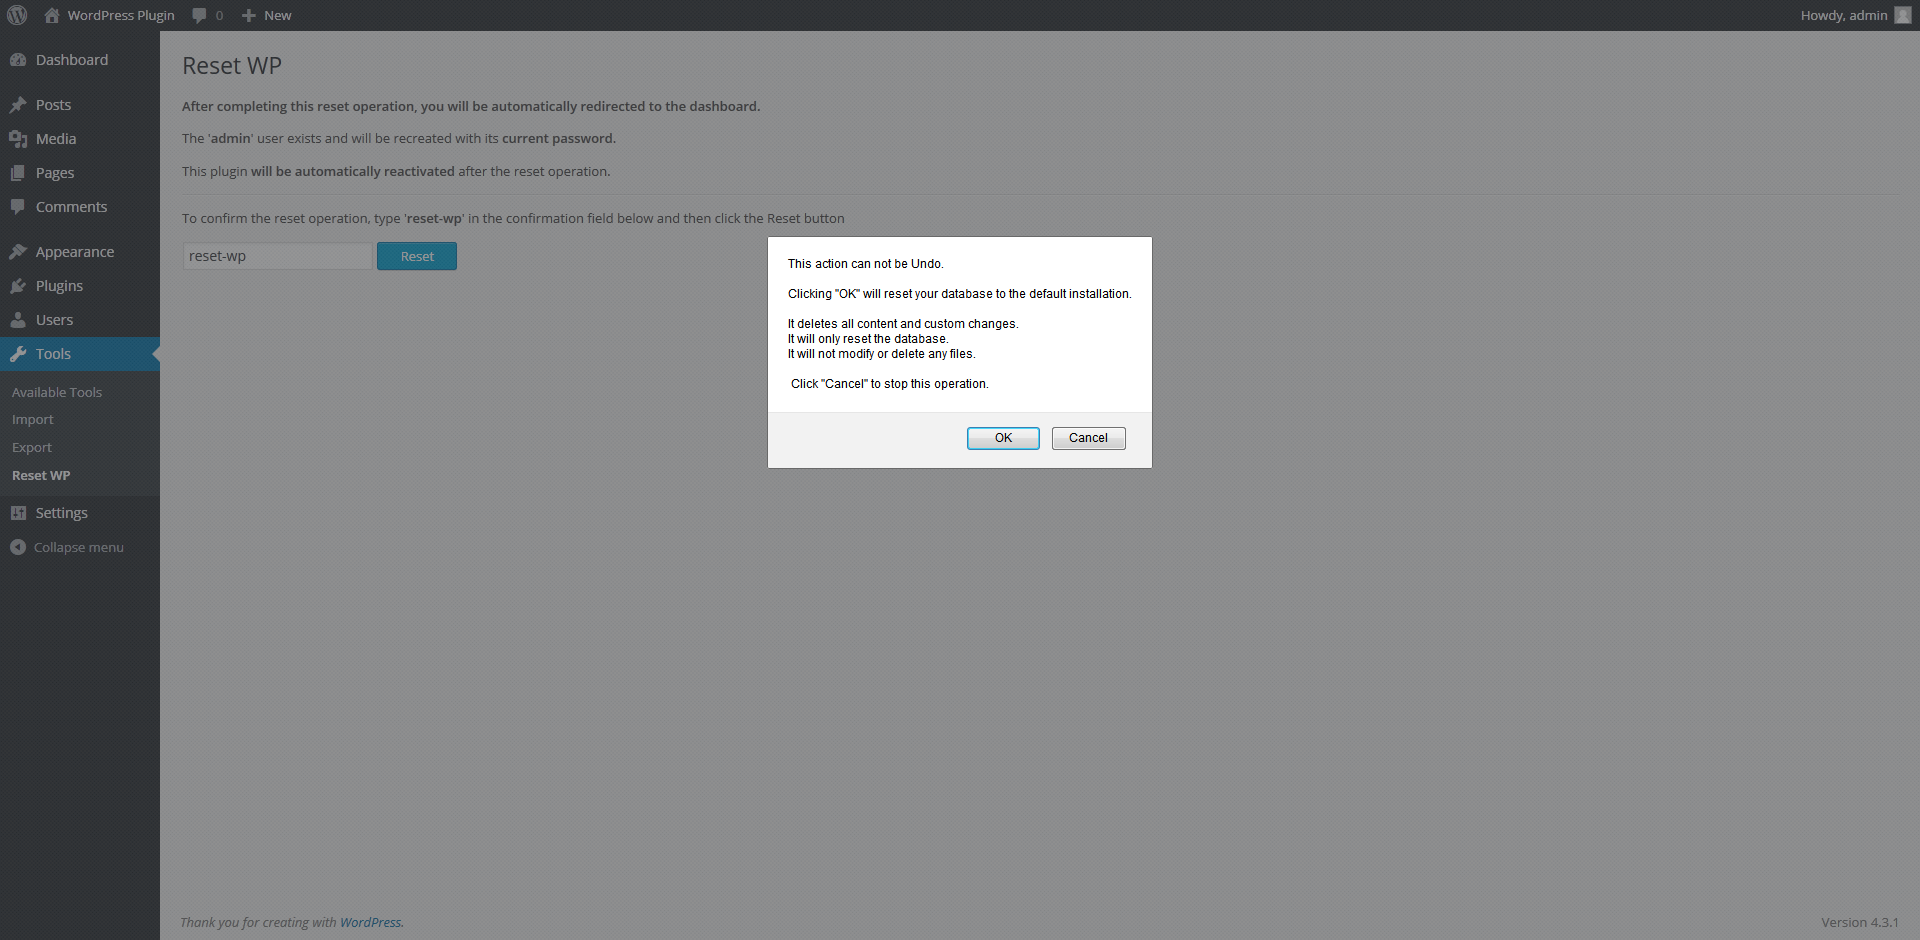 WordPress Plugin 0 New Howdy, admin
Dashboard
Posts
Media
Pages
Comments
Appearance
Plugins
Users
Tools
Available Tools
Import
Export
Reset WP
Settings
Collapse menu
Reset WP
After completing this reset operation, you will be automatically redirected to the dashboard.
The 'admin' user exists and will be recreated with its current password.
This plugin will be automatically reactivated after the reset operation.
To confirm the reset operation, type 'reset-wp' in the confirmation field below and then click the Reset button
reset-wp Reset
This action can not be Undo.
Clicking "OK" will reset your database to the default installation.
It deletes all content and custom changes.
It will only reset the database.
It will not modify or delete any files.
Click "Cancel" to stop this operation.
OK Cancel
Thank you for creating with WordPress. Version 4.3.1